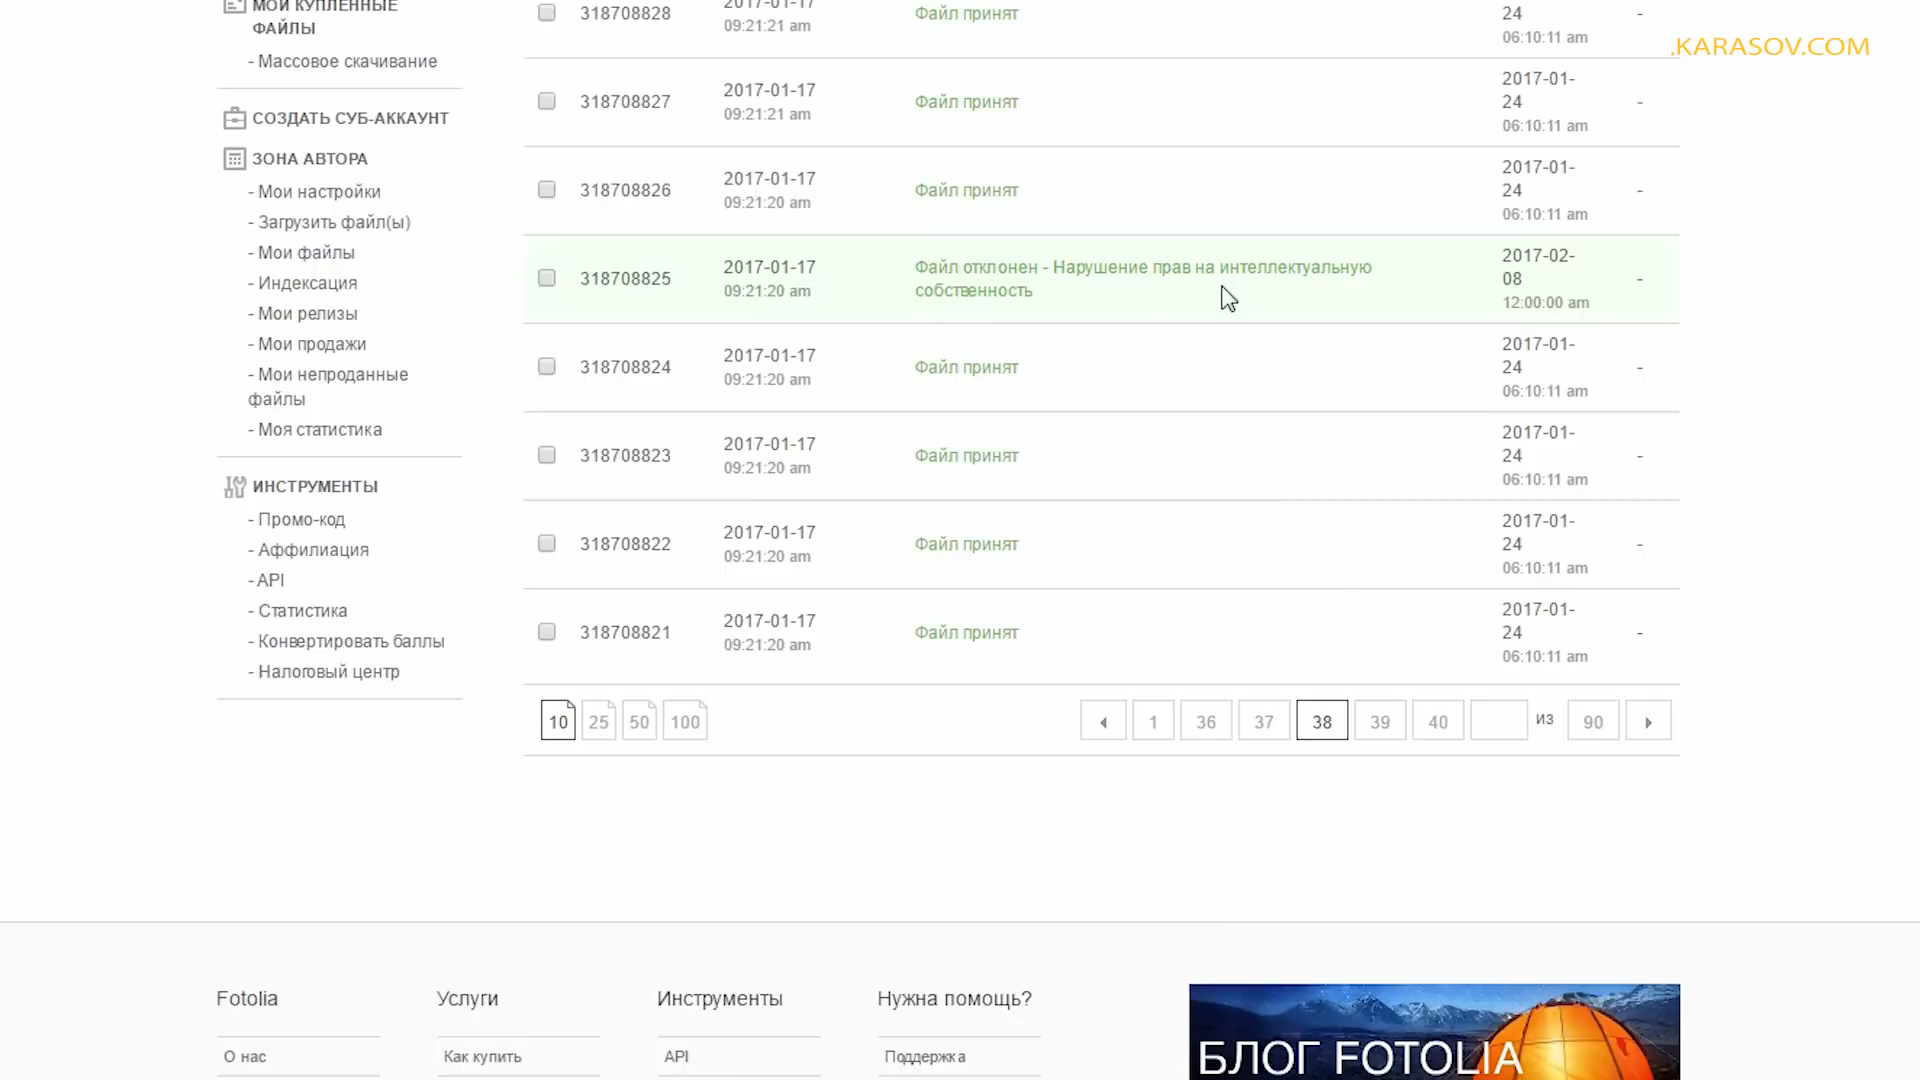 МОИ КУПЛЕННЫЕ
ФАЙЛЫ
- Массовое скачивание
СОЗДАТЬ СУБ-АККАУНТ
ЗОНА АВТОРА
- Мои настройки
- Загрузить файл(ы)
- Мои файлы
- Индексация
- Мои релизы
- Мои продажи
- Мои непроданные
файлы
- Моя статистика
ИНСТРУМЕНТЫ
- Промо-код
- Аффилиация
- API
- Статистика
- Конвертировать баллы
- Налоговый центр
.KARASOV.COM
318708828 2017-01-17 Файл принят 24 -
09:21:21 am 06:10:11 am
318708827 2017-01-17 Файл принят 2017-01-
24 -
09:21:21 am 06:10:11 am
318708826 2017-01-17 Файл принят 2017-01-
24 -
09:21:20 am 06:10:11 am
318708825 2017-01-17 Файл отклонен - Нарушение прав на интеллектуальную 2017-02-
собственность 08 -
09:21:20 am 12:00:00 am
318708824 2017-01-17 Файл принят 2017-01-
24 -
09:21:20 am 06:10:11 am
318708823 2017-01-17 Файл принят 2017-01-
24 -
09:21:20 am 06:10:11 am
318708822 2017-01-17 Файл принят 2017-01-
24 -
09:21:20 am 06:10:11 am
318708821 2017-01-17 Файл принят 2017-01-
24 -
09:21:20 am 06:10:11 am
10 25 50 100 1 36 37 38 39 40 из 90
Fotolia Услуги Инструменты Нужна помощь?
О нас Как купить API Поддержка
БЛОГ FOTOLIA